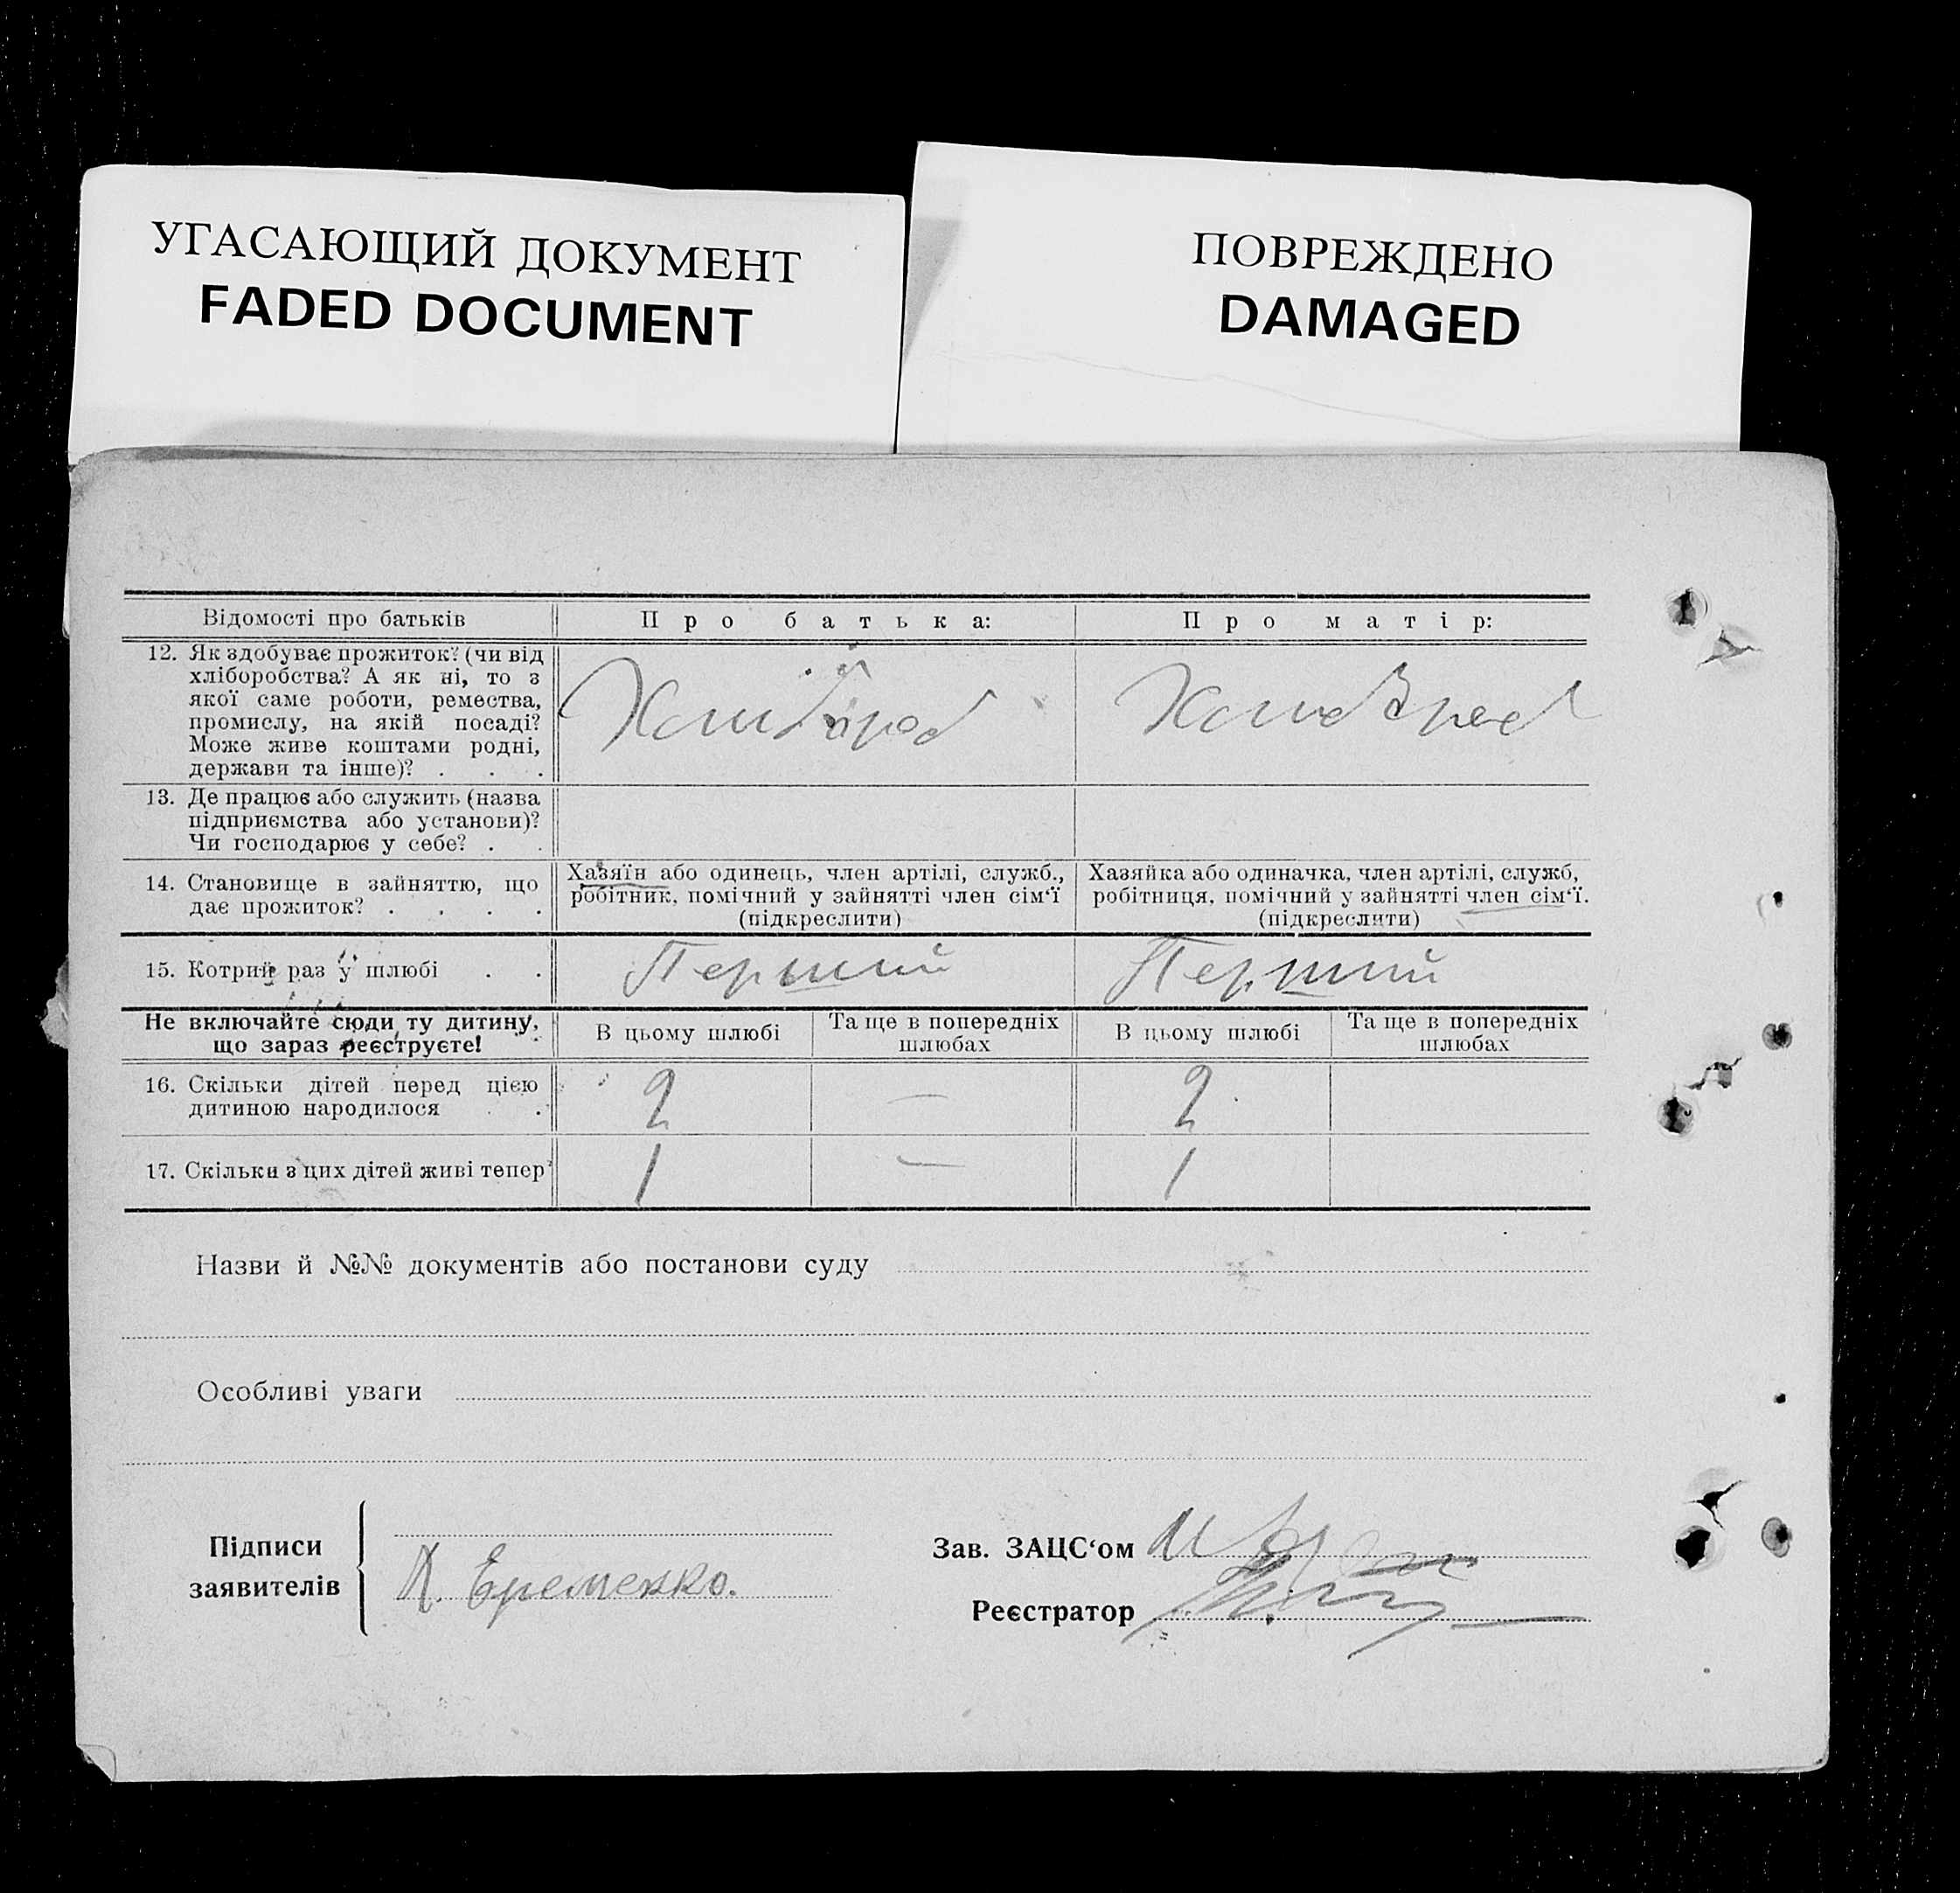 УГАСАЮЩИЙ ДОКУМЕНТ
FADED DOCUMENT
ПОВРЕЖДЕНО
DAMAGED
Відомості про батьків
Про батька:
Про матір:
12. Як здобуває прожиток? (чи від
хліборобства? А як ні, то з
якої саме роботи, ремества,
промислу, на якій посаді?
Може живе коштами родні,
держави та інше)? . . .
13. Де працює або служить (назва
підприємства або установи)?
Чи господарює у себе? . .
14. Становище в зайняттю, що
дає прожиток? . . . .
Хазяїн або одинець, член артілі, служб.,
робітник, помічний у зайнятті член сім‘ї
(підкреслити)
Хазяйка або одиначка, член артілі, служб,
робітниця, помічний у зайнятті член сім‘ї.
(підкреслити)
15. Котрий раз у шлюбі . .
Перший
Перший
Не включайте сюди ту дитину,
що зараз реєструєте!
В цьому шлюбі
Та ще в попередніх
шлюбах
В цьому шлюбі
Та ще в попередніх
шлюбах
16. Скільки дітей перед цією
дитиною народилося . .
2
—
2
17. Скільки з цих дітей живі тепер
1
—
1
Назви й №№ документів або постанови суду
Особливі уваги
Підписи
заявителів
Еременко.
Зав. ЗАЦС‘ом
Реєстратор